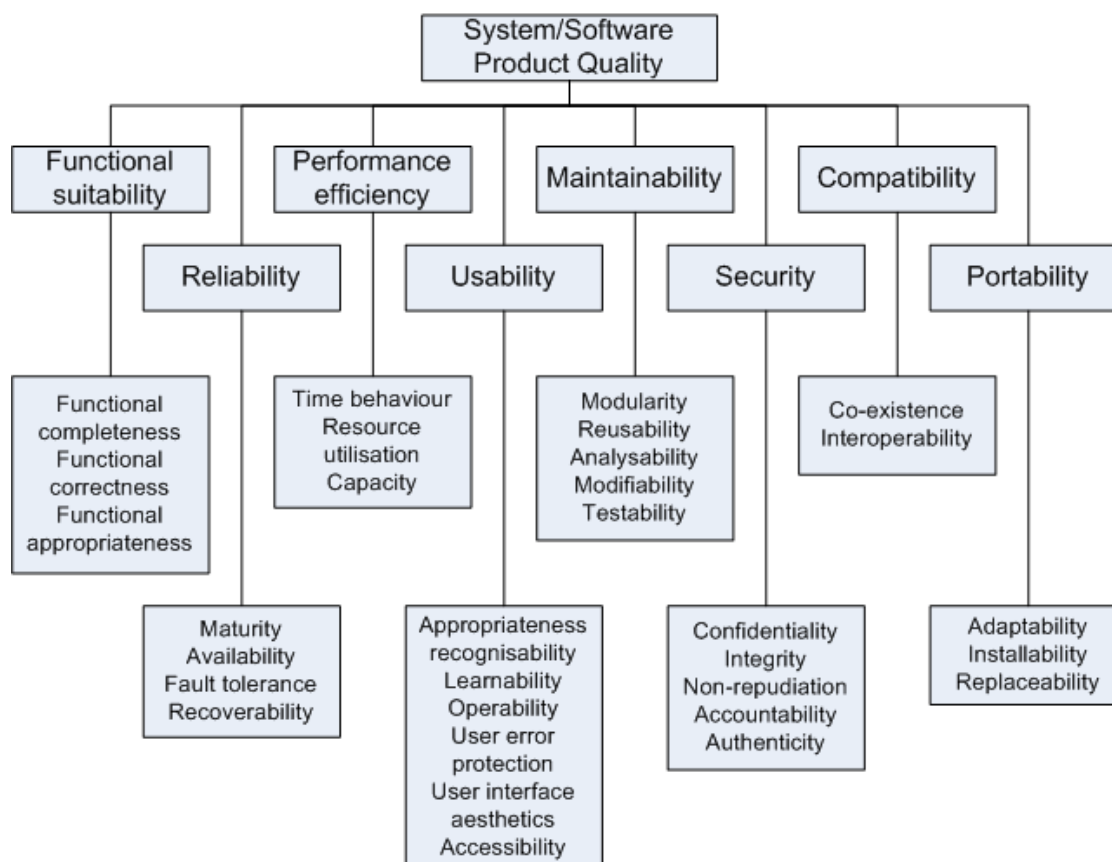 System/Software
Product Quality
Functional
suitability
Performance
efficiency
Maintainability
Compatibility
Reliability
Usability
Security
Portability
Functional
completeness
Functional
correctness
Functional
appropriateness
Time behaviour
Resource
utilisation
Capacity
Modularity
Reusability
Analysability
Modifiability
Testability
Co-existence
Interoperability
Maturity
Availability
Fault tolerance
Recoverability
Appropriateness
recognisability
Learnability
Operability
User error
protection
User interface
aesthetics
Accessibility
Confidentiality
Integrity
Non-repudiation
Accountability
Authenticity
Adaptability
Installability
Replaceability